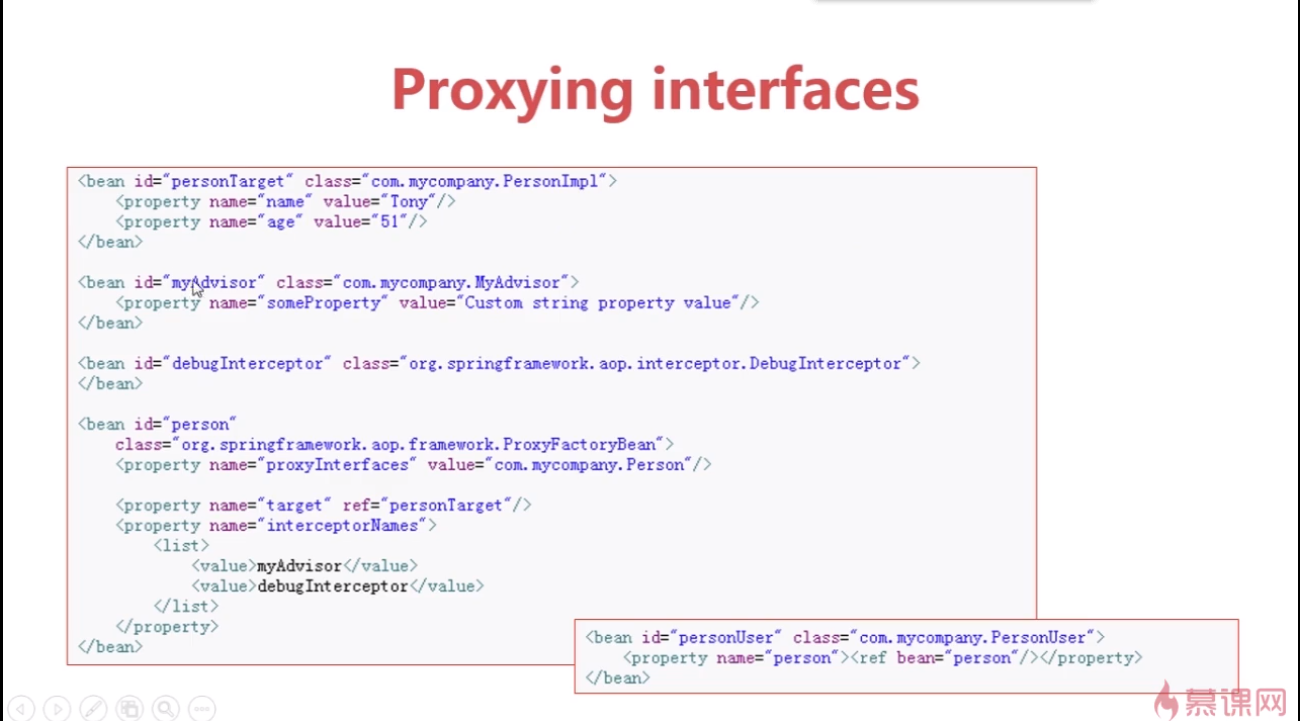 Proxying interfaces
<bean id="personTarget" class="com.mycompany.PersonImpl">
<property name="name" value="Tony"/>
<property name="age" value="51"/>
</bean>
<bean id="myAdvisor" class="com.mycompany.MyAdvisor">
<property name="someProperty" value="Custom string property value"/>
</bean>
<bean id="debugInterceptor" class="org.springframework.aop.interceptor.DebugInterceptor">
</bean>
<bean id="person"
class="org.springframework.aop.framework.ProxyFactoryBean">
<property name="proxyInterfaces" value="com.mycompany.Person"/>
<property name="target" ref="personTarget"/>
<property name="interceptorNames">
<list>
<value>myAdvisor</value>
<value>debugInterceptor</value>
</list>
</property>
</bean>
<bean id="personUser" class="com.mycompany.PersonUser">
<property name="person"><ref bean="person"/></property>
</bean>
慕课网